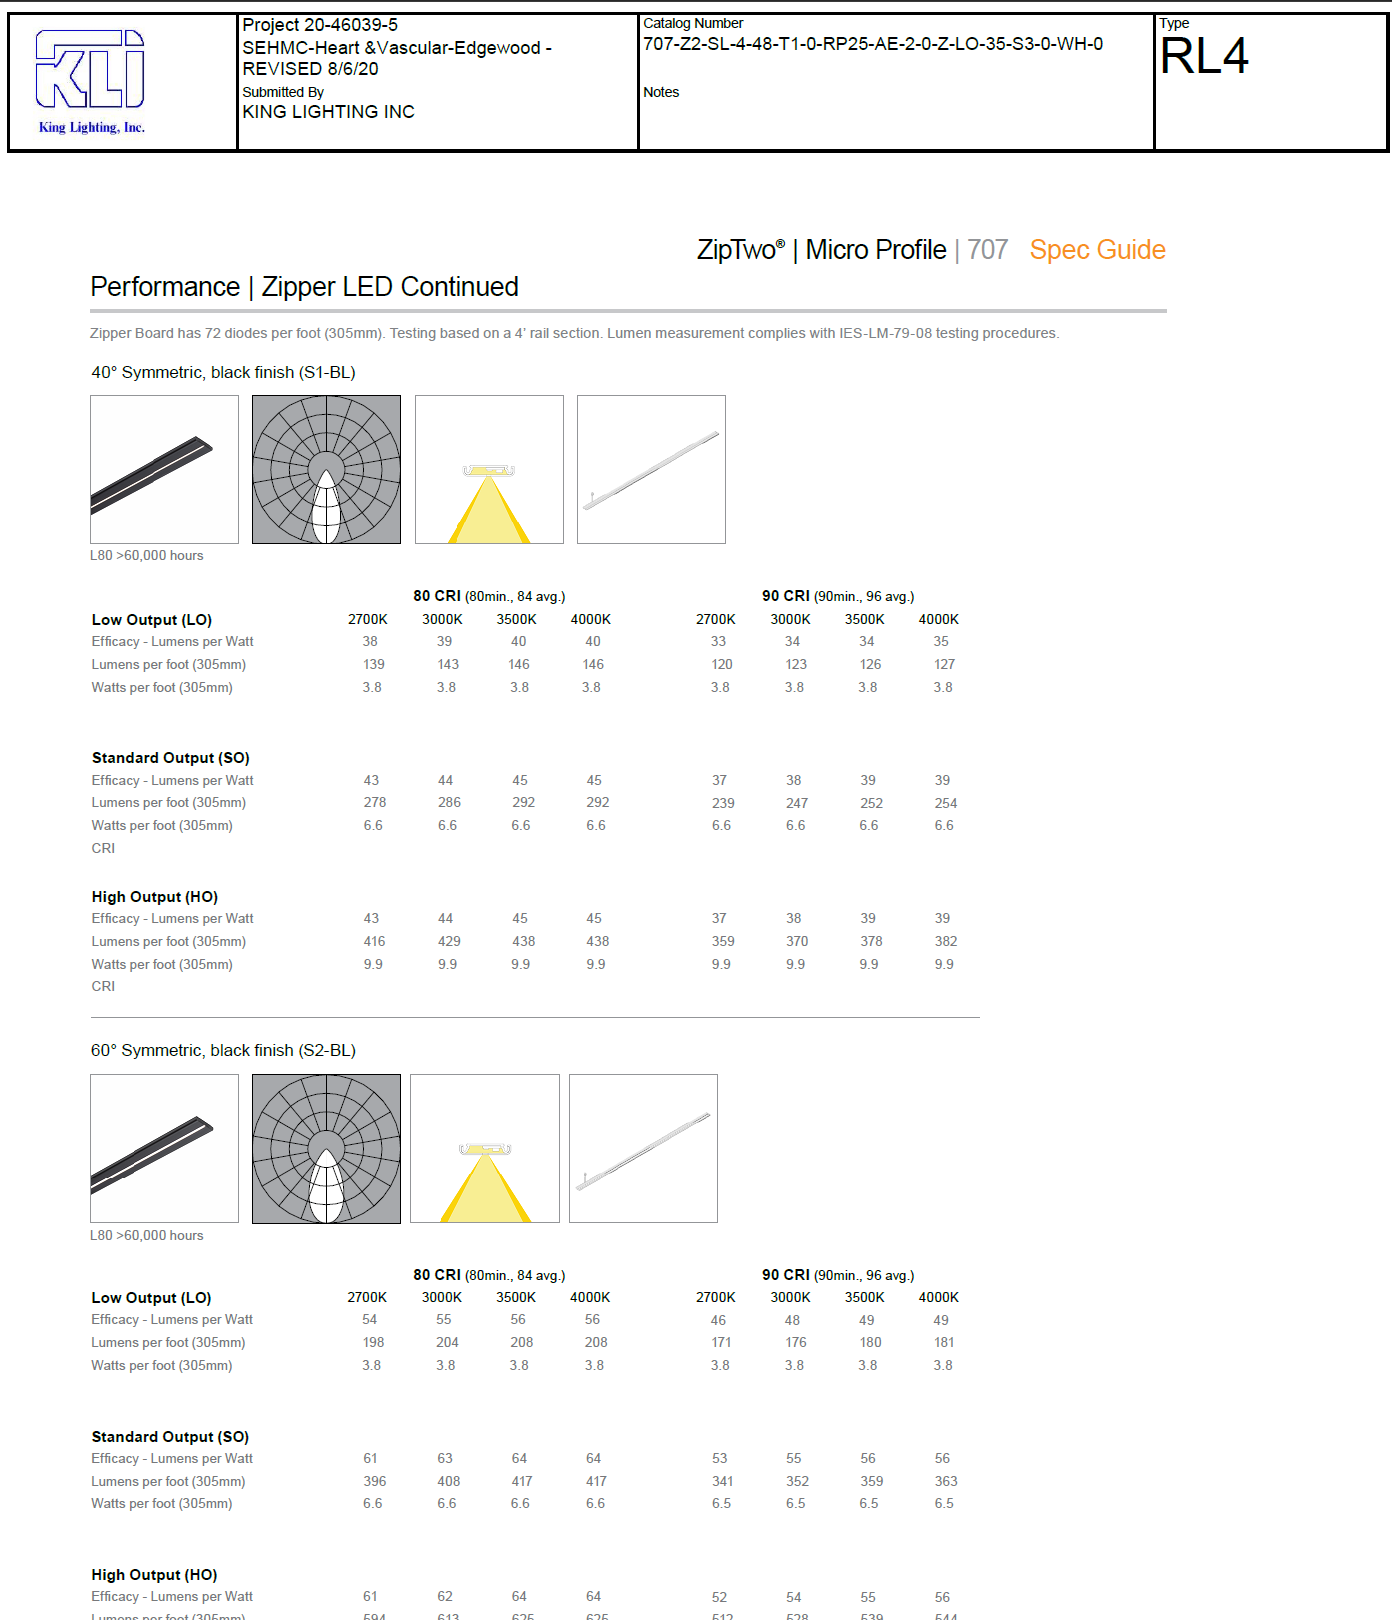 KLI
King Lighting, Inc.
Project 20-46039-5
SEHMC-Heart &Vascular-Edgewood -
REVISED 8/6/20
Submitted By
KING LIGHTING INC
Catalog Number
707-Z2-SL-4-48-T1-0-RP25-AE-2-0-Z-LO-35-S3-0-WH-0
Notes
Type
RL4
ZipTwo® | Micro Profile | 707 Spec Guide
Performance | Zipper LED Continued
Zipper Board has 72 diodes per foot (305mm). Testing based on a 4' rail section. Lumen measurement complies with IES-LM-79-08 testing procedures.
40° Symmetric, black finish (S1-BL)
L80 >60,000 hours
80 CRI (80min., 84 avg.) 90 CRI (90min., 96 avg.)
Low Output (LO) 2700K 3000K 3500K 4000K 2700K 3000K 3500K 4000K
Efficacy - Lumens per Watt 38 39 40 40 33 34 34 35
Lumens per foot (305mm) 139 143 146 146 120 123 126 127
Watts per foot (305mm) 3.8 3.8 3.8 3.8 3.8 3.8 3.8 3.8
Standard Output (SO)
Efficacy - Lumens per Watt 43 44 45 45 37 38 39 39
Lumens per foot (305mm) 278 286 292 292 239 247 252 254
Watts per foot (305mm) 6.6 6.6 6.6 6.6 6.6 6.6 6.6 6.6
CRI
High Output (HO)
Efficacy - Lumens per Watt 43 44 45 45 37 38 39 39
Lumens per foot (305mm) 416 429 438 438 359 370 378 382
Watts per foot (305mm) 9.9 9.9 9.9 9.9 9.9 9.9 9.9 9.9
CRI
60° Symmetric, black finish (S2-BL)
L80 >60,000 hours
80 CRI (80min., 84 avg.) 90 CRI (90min., 96 avg.)
Low Output (LO) 2700K 3000K 3500K 4000K 2700K 3000K 3500K 4000K
Efficacy - Lumens per Watt 54 55 56 56 46 48 49 49
Lumens per foot (305mm) 198 204 208 208 171 176 180 181
Watts per foot (305mm) 3.8 3.8 3.8 3.8 3.8 3.8 3.8 3.8
Standard Output (SO)
Efficacy - Lumens per Watt 61 63 64 64 53 55 56 56
Lumens per foot (305mm) 396 408 417 417 341 352 359 363
Watts per foot (305mm) 6.6 6.6 6.6 6.6 6.5 6.5 6.5 6.5
High Output (HO)
Efficacy - Lumens per Watt 61 62 64 64 52 54 55 56
Lumens per foot (305mm) 594 613 625 625 512 528 539 544